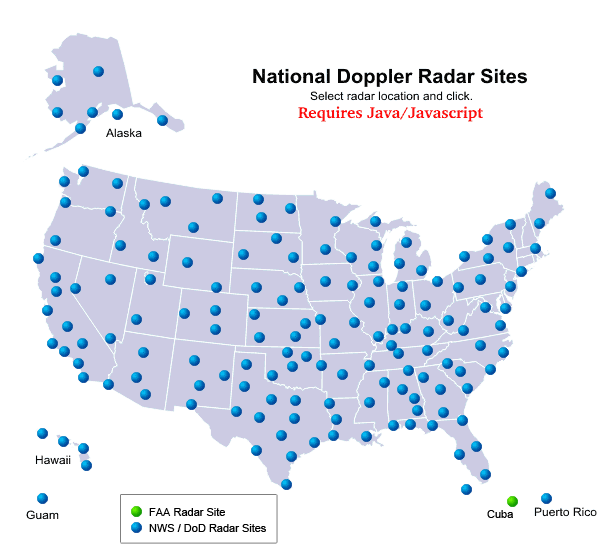 National Doppler Radar Sites
Select radar location and click.
Requires Java/Javascript
Alaska
Hawaii
Guam
FAA Radar Site
NWS / DoD Radar Sites
Cuba
Puerto Rico